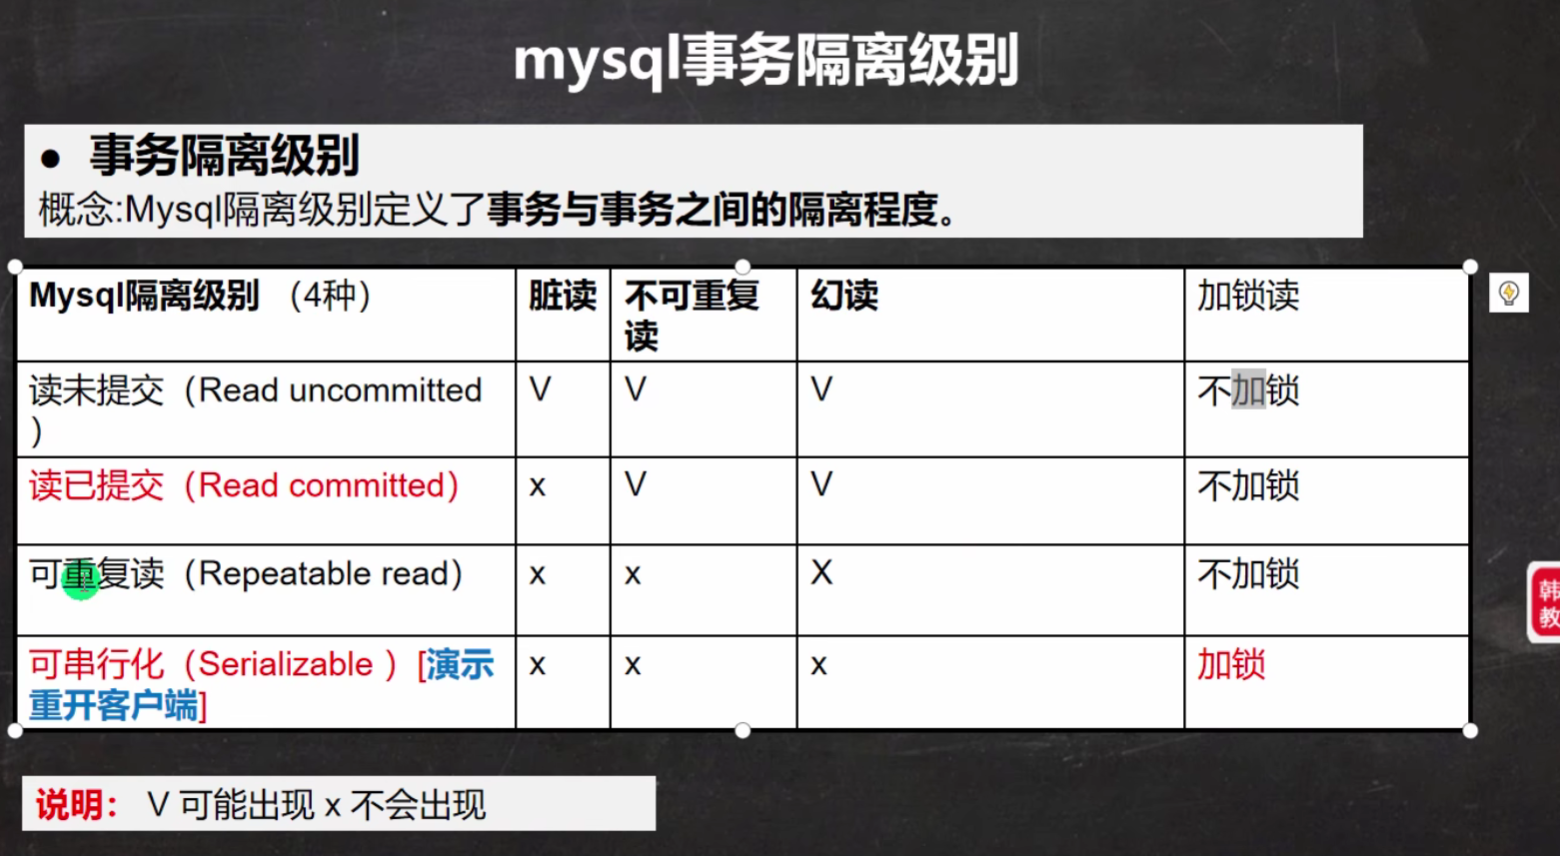 mysql事务隔离级别
● 事务隔离级别
概念:Mysql隔离级别定义了事务与事务之间的隔离程度。
Mysql隔离级别 （4种） 脏读 不可重复 幻读 加锁读
读
读未提交（Read uncommitted V V V 不加锁
）
读已提交（Read committed） x V V 不加锁
可重复读（Repeatable read） x x X 不加锁
可串行化（Serializable ）[演示 x x x 加锁
重开客户端]
说明： V 可能出现 x 不会出现
韩
教